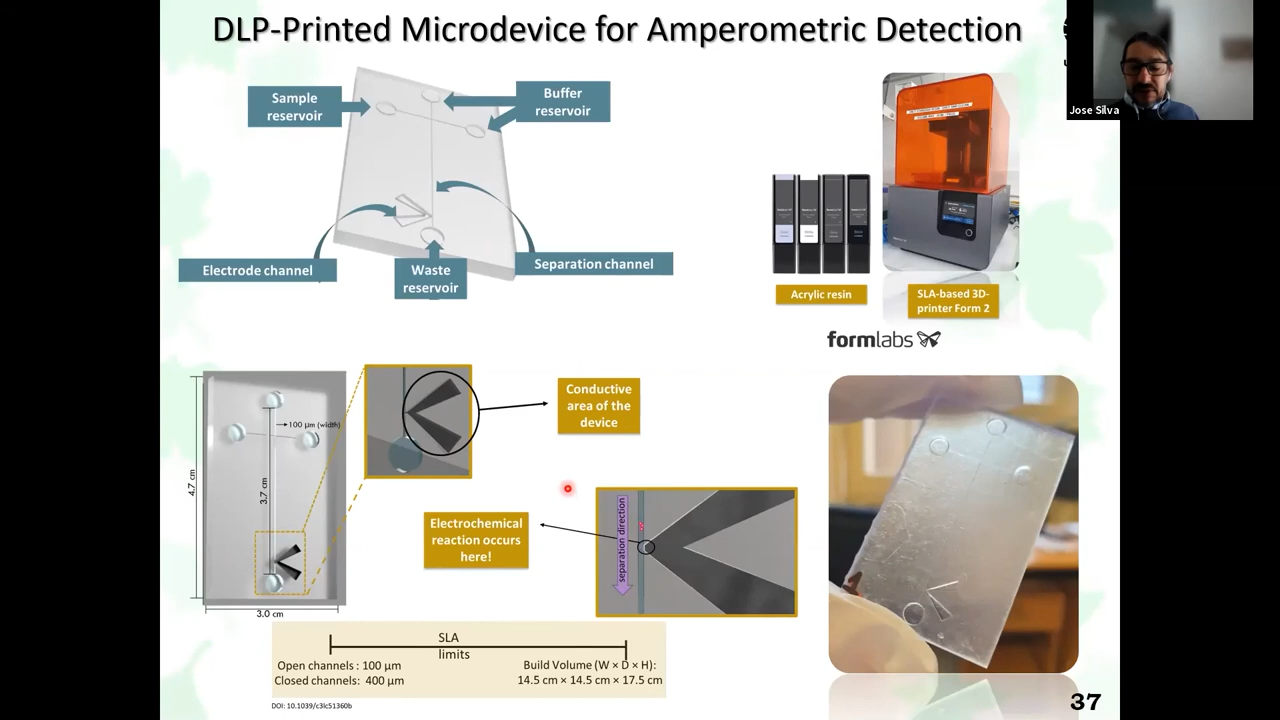 DLP-Printed Microdevice for Amperometric Detection
Jose Silva
Sample
reservoir
Buffer
reservoir
Electrode channel
Waste
reservoir
Separation channel
Acrylic resin
SLA-based 3D-
printer Form 2
formlabs
4.7 cm
3.7 cm
100 µm (width)
3.0 cm
Conductive
area of the
device
Electrochemical
reaction occurs
here!
separation direction
SLA
limits
Open channels : 100 µm
Closed channels: 400 µm
Build Volume (W × D × H):
14.5 cm × 14.5 cm × 17.5 cm
DOI: 10.1039/c3lc51360b
37